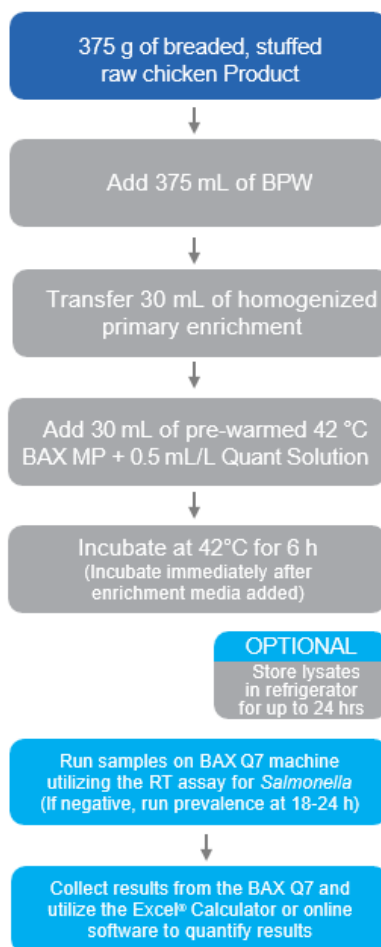 375 g of breaded, stuffed
raw chicken Product
Add 375 mL of BPW
Transfer 30 mL of homogenized
primary enrichment
Add 30 mL of pre-warmed 42 °C
BAX MP + 0.5 mL/L Quant Solution
Incubate at 42°C for 6 h
(Incubate immediately after
enrichment media added)
OPTIONAL
Store lysates
in refrigerator
for up to 24 hrs
Run samples on BAX Q7 machine
utilizing the RT assay for Salmonella
(If negative, run prevalence at 18-24 h)
Collect results from the BAX Q7 and
utilize the Excel® Calculator or online
software to quantify results